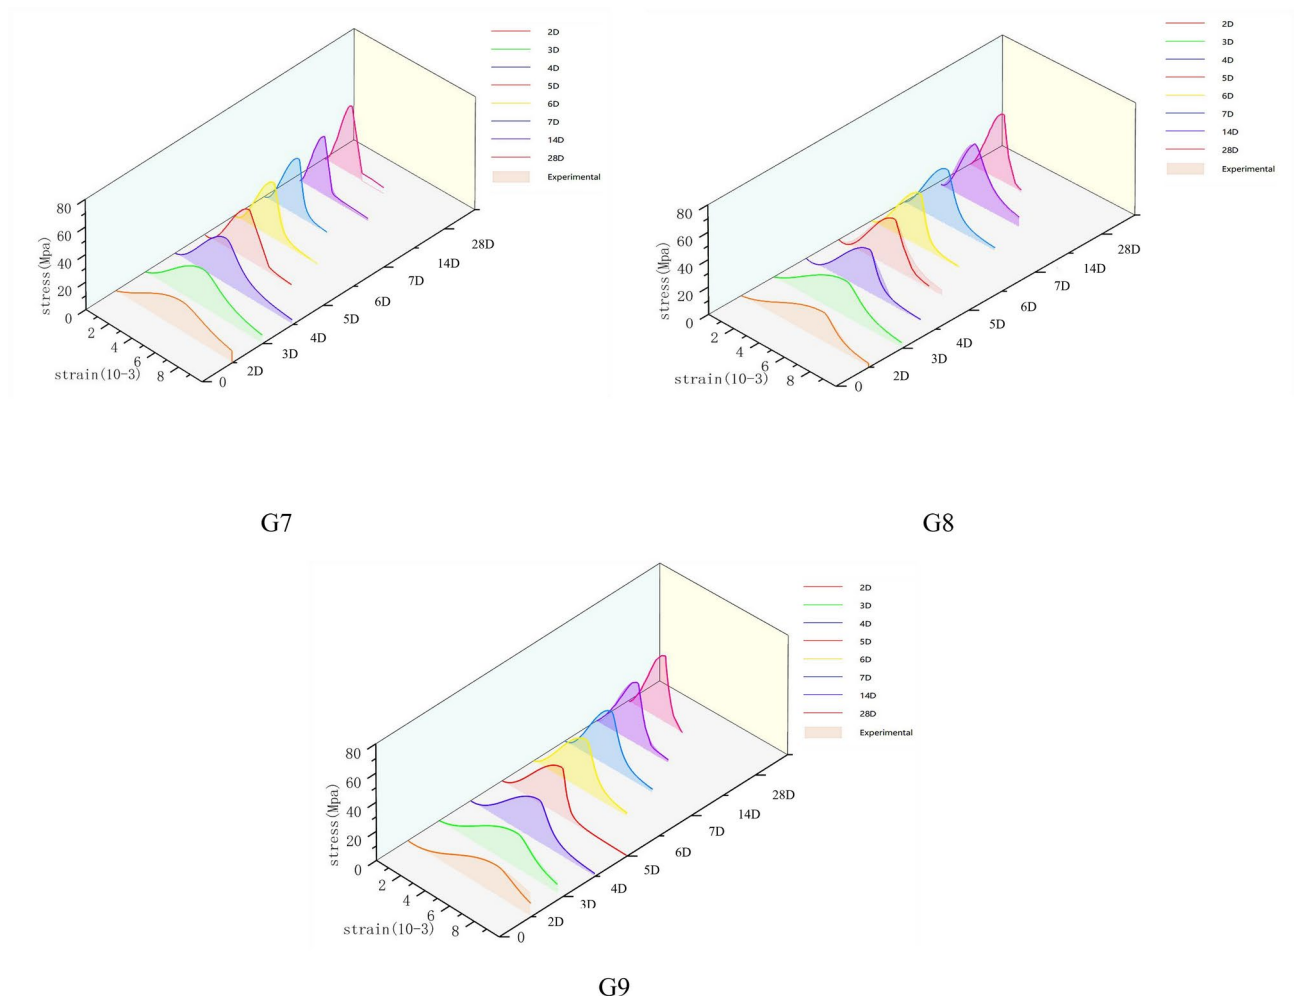 2D
3D
4D
5D
6D
7D
14D
28D
Experimental
80
60
40
20
0
stress(Mpa)
2
4
6
8
strain(10-3)
0
2D
3D
4D
5D
6D
7D
14D
28D
G7
2D
3D
4D
5D
6D
7D
14D
28D
Experimental
80
60
40
20
0
stress(Mpa)
2
4
6
8
strain(10-3)
0
2D
3D
4D
5D
6D
7D
14D
28D
G8
2D
3D
4D
5D
6D
7D
14D
28D
Experimental
80
60
40
20
0
stress(Mpa)
2
4
6
8
strain(10-3)
0
2D
3D
4D
5D
6D
7D
14D
28D
G9